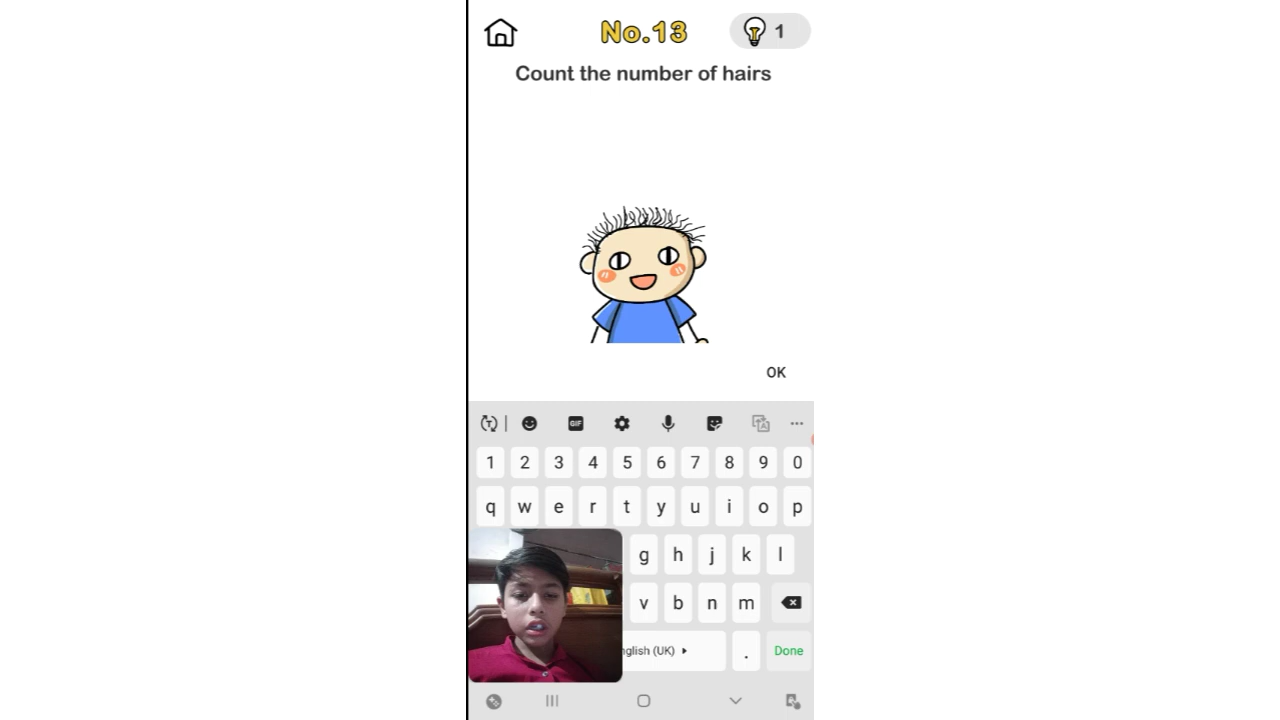 No.13
1
Count the number of hairs
OK
GIF
1 2 3 4 5 6 7 8 9 0
q w e r t y u i o p
g h j k l
v b n m
nglish (UK)
.
Done